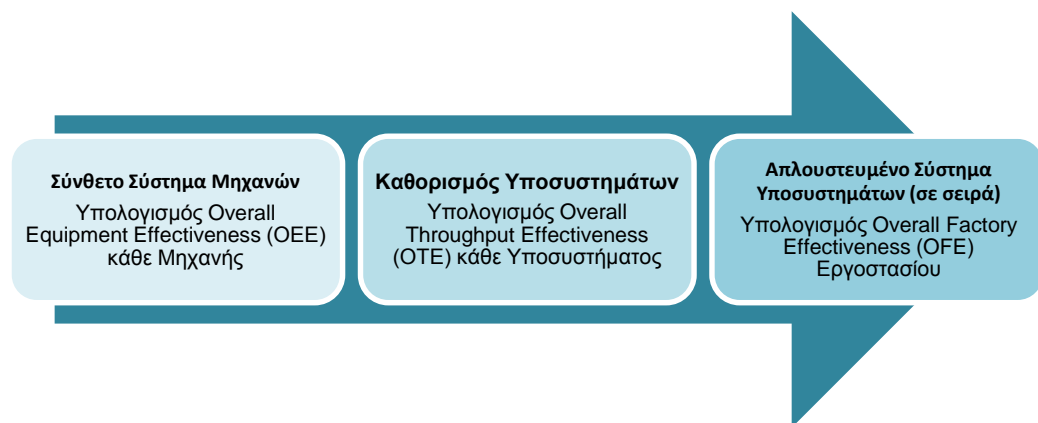 Σύνθετο Σύστημα Μηχανών
Υπολογισμός Overall
Equipment Effectiveness (OEE)
κάθε Μηχανής
Καθορισμός Υποσυστημάτων
Υπολογισμός Overall
Throughput Effectiveness
(OTE) κάθε Υποσυστήματος
Απλουστευμένο Σύστημα
Υποσυστημάτων (σε σειρά)
Υπολογισμός Overall Factory
Effectiveness (OFE)
Εργοστασίου